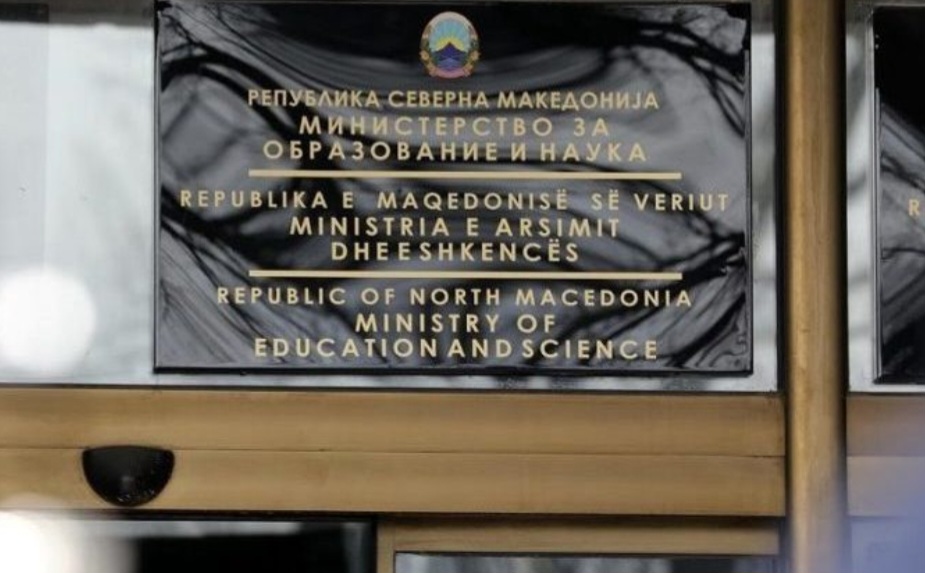 РЕПУБЛИКА СЕВЕРНА МАКЕДОНИЈА
МИНИСТЕРСТВО ЗА
ОБРАЗОВАНИЕ И НАУКА
REPUBLIKA E MAQEDONISË SË VERIUT
MINISTRIA E ARSIMIT
DHE E SHKENCËS
REPUBLIC OF NORTH MACEDONIA
MINISTRY OF
EDUCATION AND SCIENCE